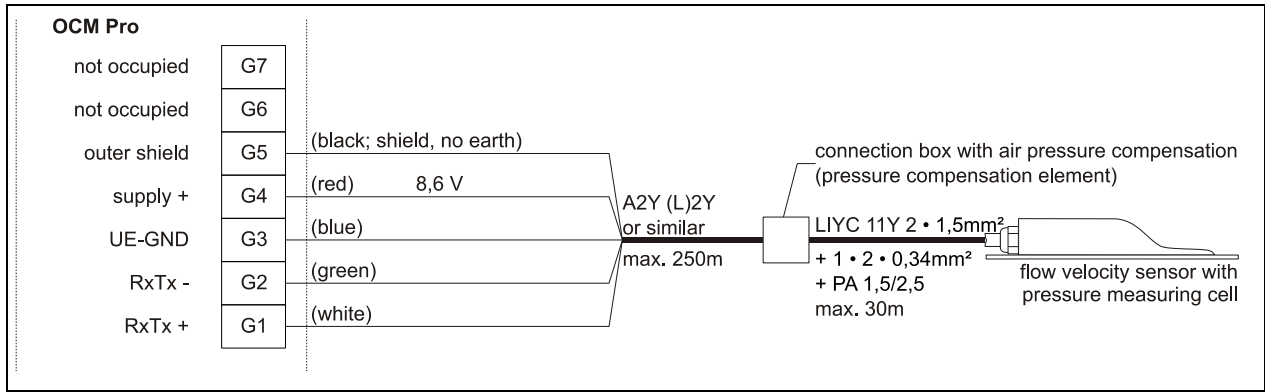 OCM Pro
not occupied G7
not occupied G6
outer shield G5 (black; shield, no earth)
supply + G4 (red) 8,6 V
UE-GND G3 (blue)
RxTx - G2 (green)
RxTx + G1 (white)
A2Y (L)2Y
or similar
max. 250m
connection box with air pressure compensation
(pressure compensation element)
LIYC 11Y 2 • 1,5mm²
+ 1 • 2 • 0,34mm²
+ PA 1,5/2,5
max. 30m
flow velocity sensor with
pressure measuring cell